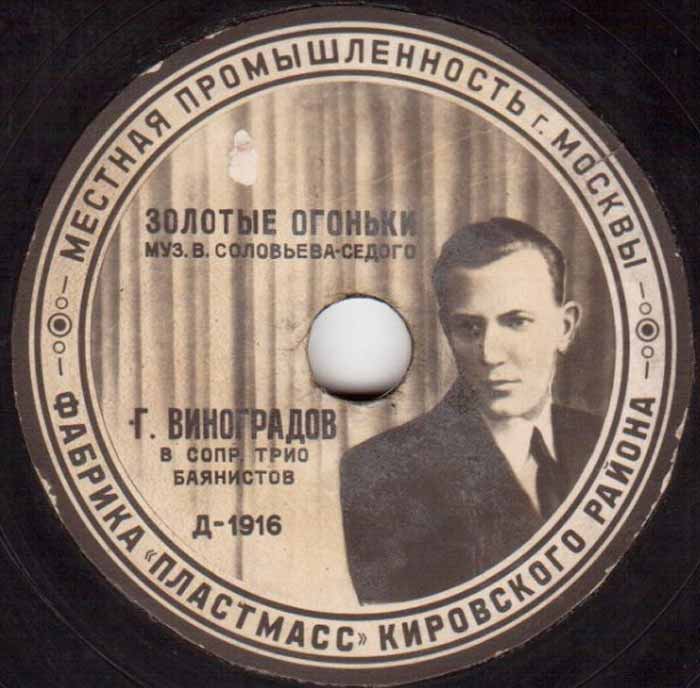 МЕСТНАЯ ПРОМЫШЛЕННОСТЬ г. МОСКВЫ
ЗОЛОТЫЕ ОГОНЬКИ
МУЗ. В. СОЛОВЬЕВА-СЕДОГО
Г. ВИНОГРАДОВ
В СОПР. ТРИО
БАЯНИСТОВ
Д-1916
ФАБРИКА «ПЛАСТМАСС» КИРОВСКОГО РАЙОНА